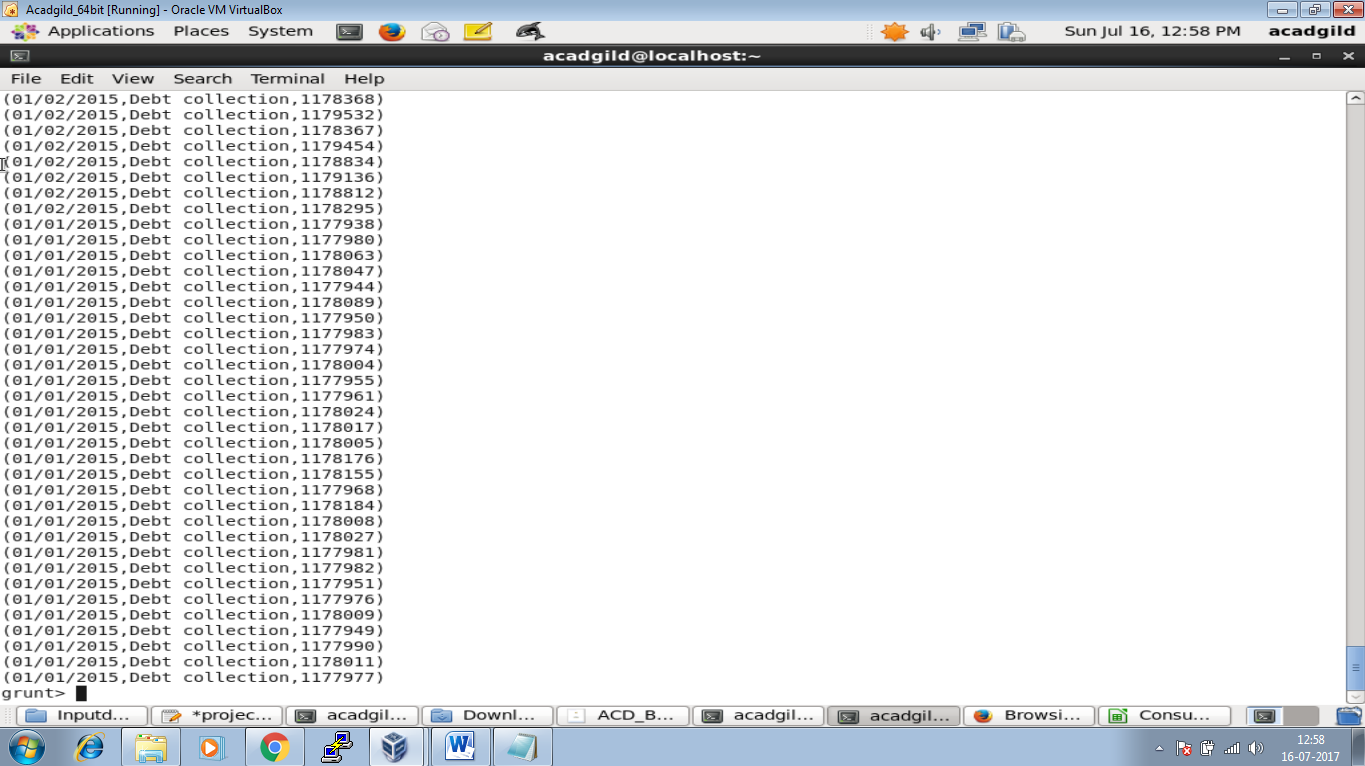 Acadgild_64bit [Running] - Oracle VM VirtualBox
Applications Places System Sun Jul 16, 12:58 PM acadgild
acadgild@localhost:~
File Edit View Search Terminal Help
(01/02/2015,Debt collection,1178368)
(01/02/2015,Debt collection,1179532)
(01/02/2015,Debt collection,1178367)
(01/02/2015,Debt collection,1179454)
(01/02/2015,Debt collection,1178834)
(01/02/2015,Debt collection,1179136)
(01/02/2015,Debt collection,1178812)
(01/02/2015,Debt collection,1178295)
(01/01/2015,Debt collection,1177938)
(01/01/2015,Debt collection,1177980)
(01/01/2015,Debt collection,1178063)
(01/01/2015,Debt collection,1178047)
(01/01/2015,Debt collection,1177944)
(01/01/2015,Debt collection,1178089)
(01/01/2015,Debt collection,1177950)
(01/01/2015,Debt collection,1177983)
(01/01/2015,Debt collection,1177974)
(01/01/2015,Debt collection,1178004)
(01/01/2015,Debt collection,1177955)
(01/01/2015,Debt collection,1177961)
(01/01/2015,Debt collection,1178024)
(01/01/2015,Debt collection,1178017)
(01/01/2015,Debt collection,1178005)
(01/01/2015,Debt collection,1178176)
(01/01/2015,Debt collection,1178155)
(01/01/2015,Debt collection,1177968)
(01/01/2015,Debt collection,1178184)
(01/01/2015,Debt collection,1178008)
(01/01/2015,Debt collection,1178027)
(01/01/2015,Debt collection,1177981)
(01/01/2015,Debt collection,1177982)
(01/01/2015,Debt collection,1177951)
(01/01/2015,Debt collection,1177976)
(01/01/2015,Debt collection,1178009)
(01/01/2015,Debt collection,1177949)
(01/01/2015,Debt collection,1177990)
(01/01/2015,Debt collection,1178011)
(01/01/2015,Debt collection,1177977)
grunt>
Inputd... *projec... acadgil... Downl... ACD_B... acadgil... acadgil... Browsi... Consu...
12:58
16-07-2017